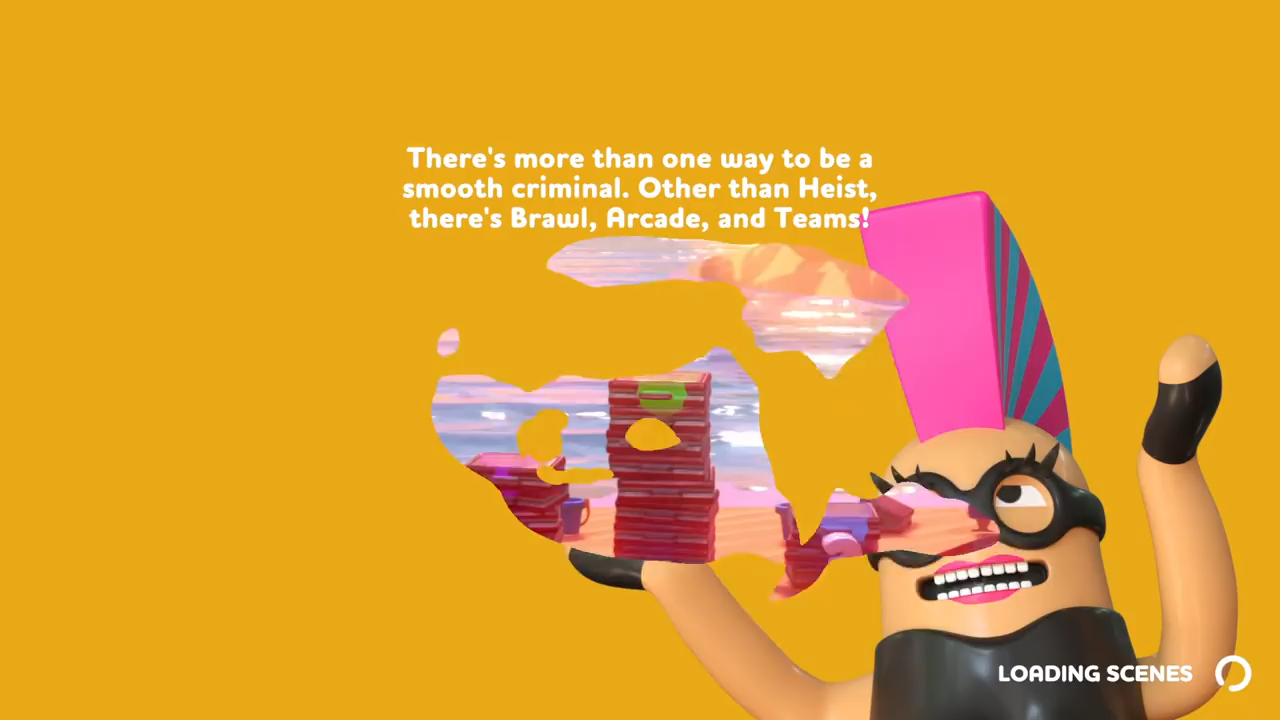 There's more than one way to be a
smooth criminal. Other than Heist,
there's Brawl, Arcade, and Teams!
LOADING SCENES